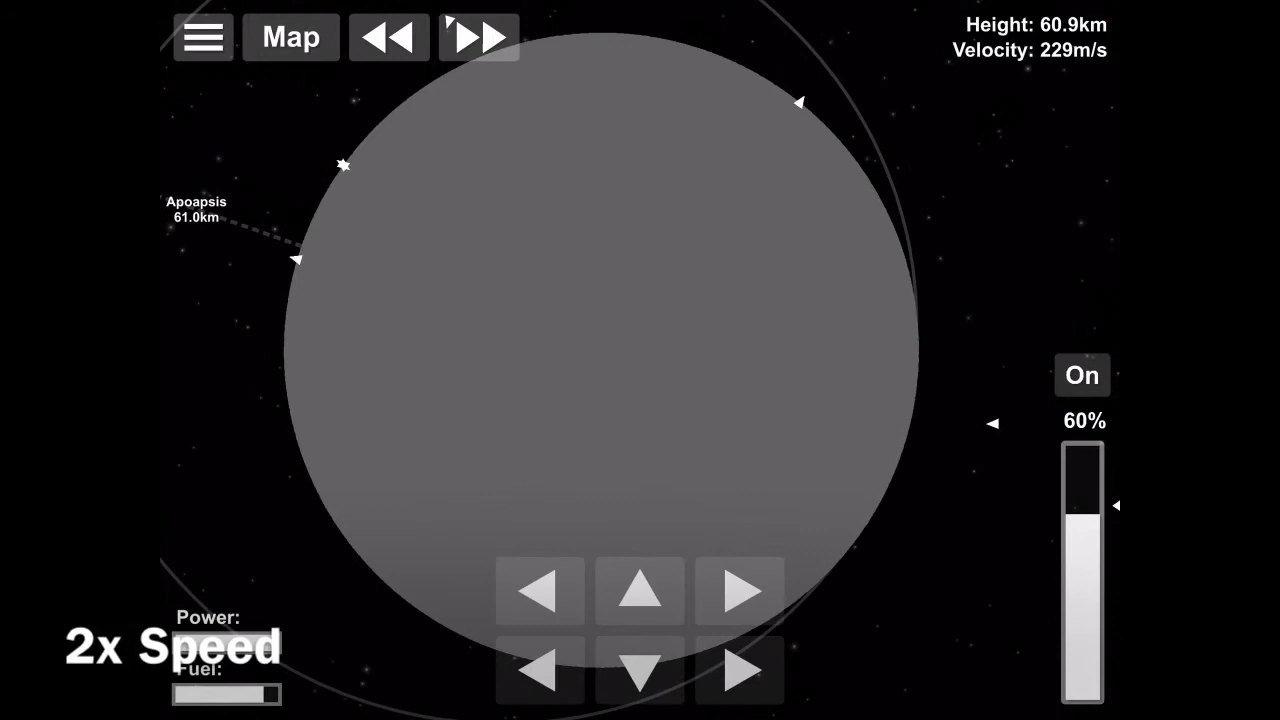 Map
Height: 60.9km
Velocity: 229m/s
Apoapsis
61.0km
On
60%
Power:
2x Speed
Fuel: